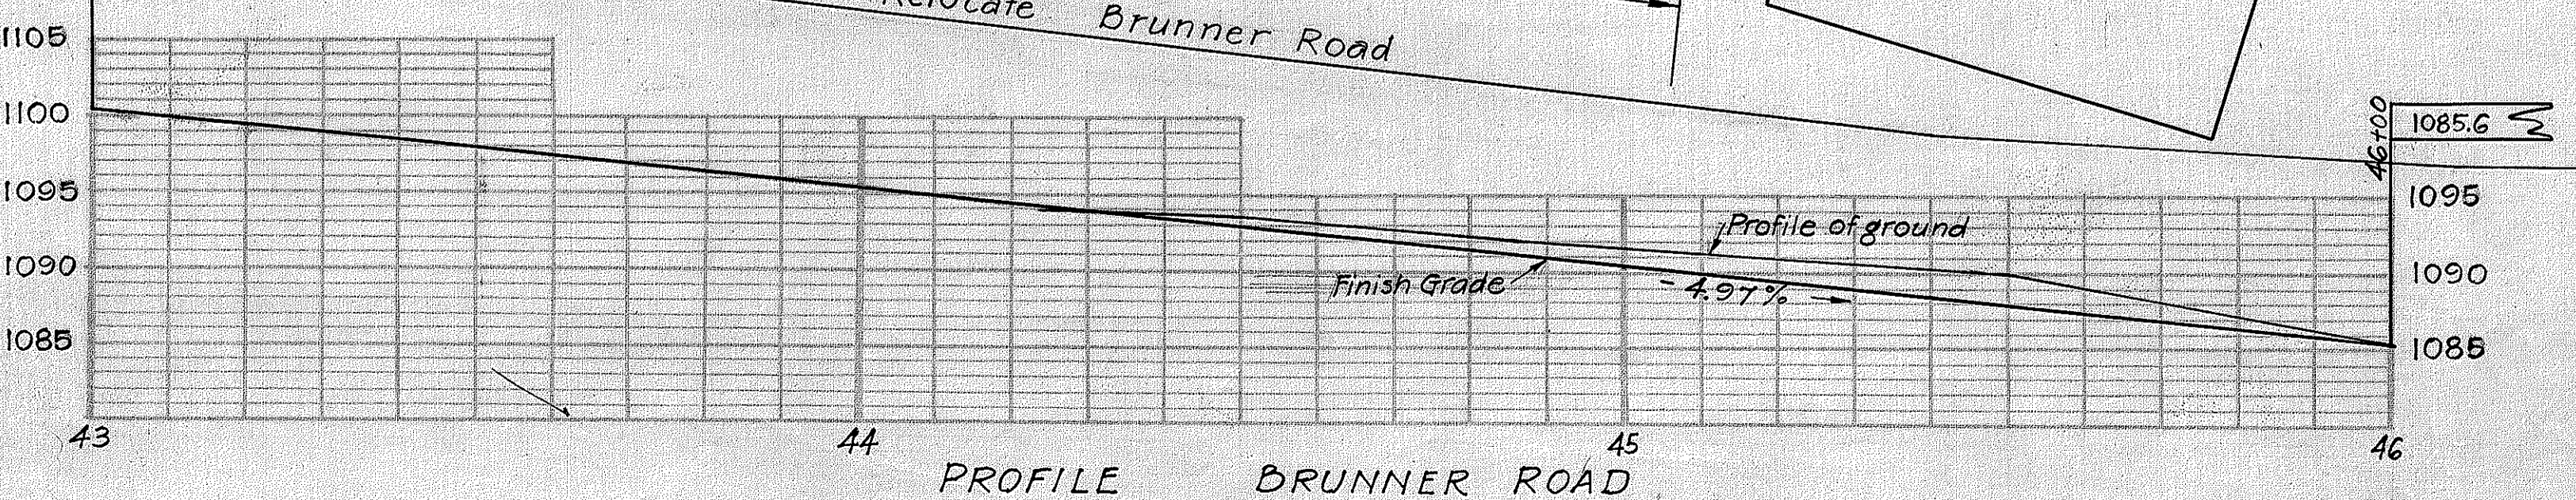 Relocate Brunner Road
1105
1100
1095
1090
1085
46+00
1085.6
1095
1090
1085
Profile of ground
Finish Grade
- 4.97%
43 44 45 46
PROFILE BRUNNER ROAD